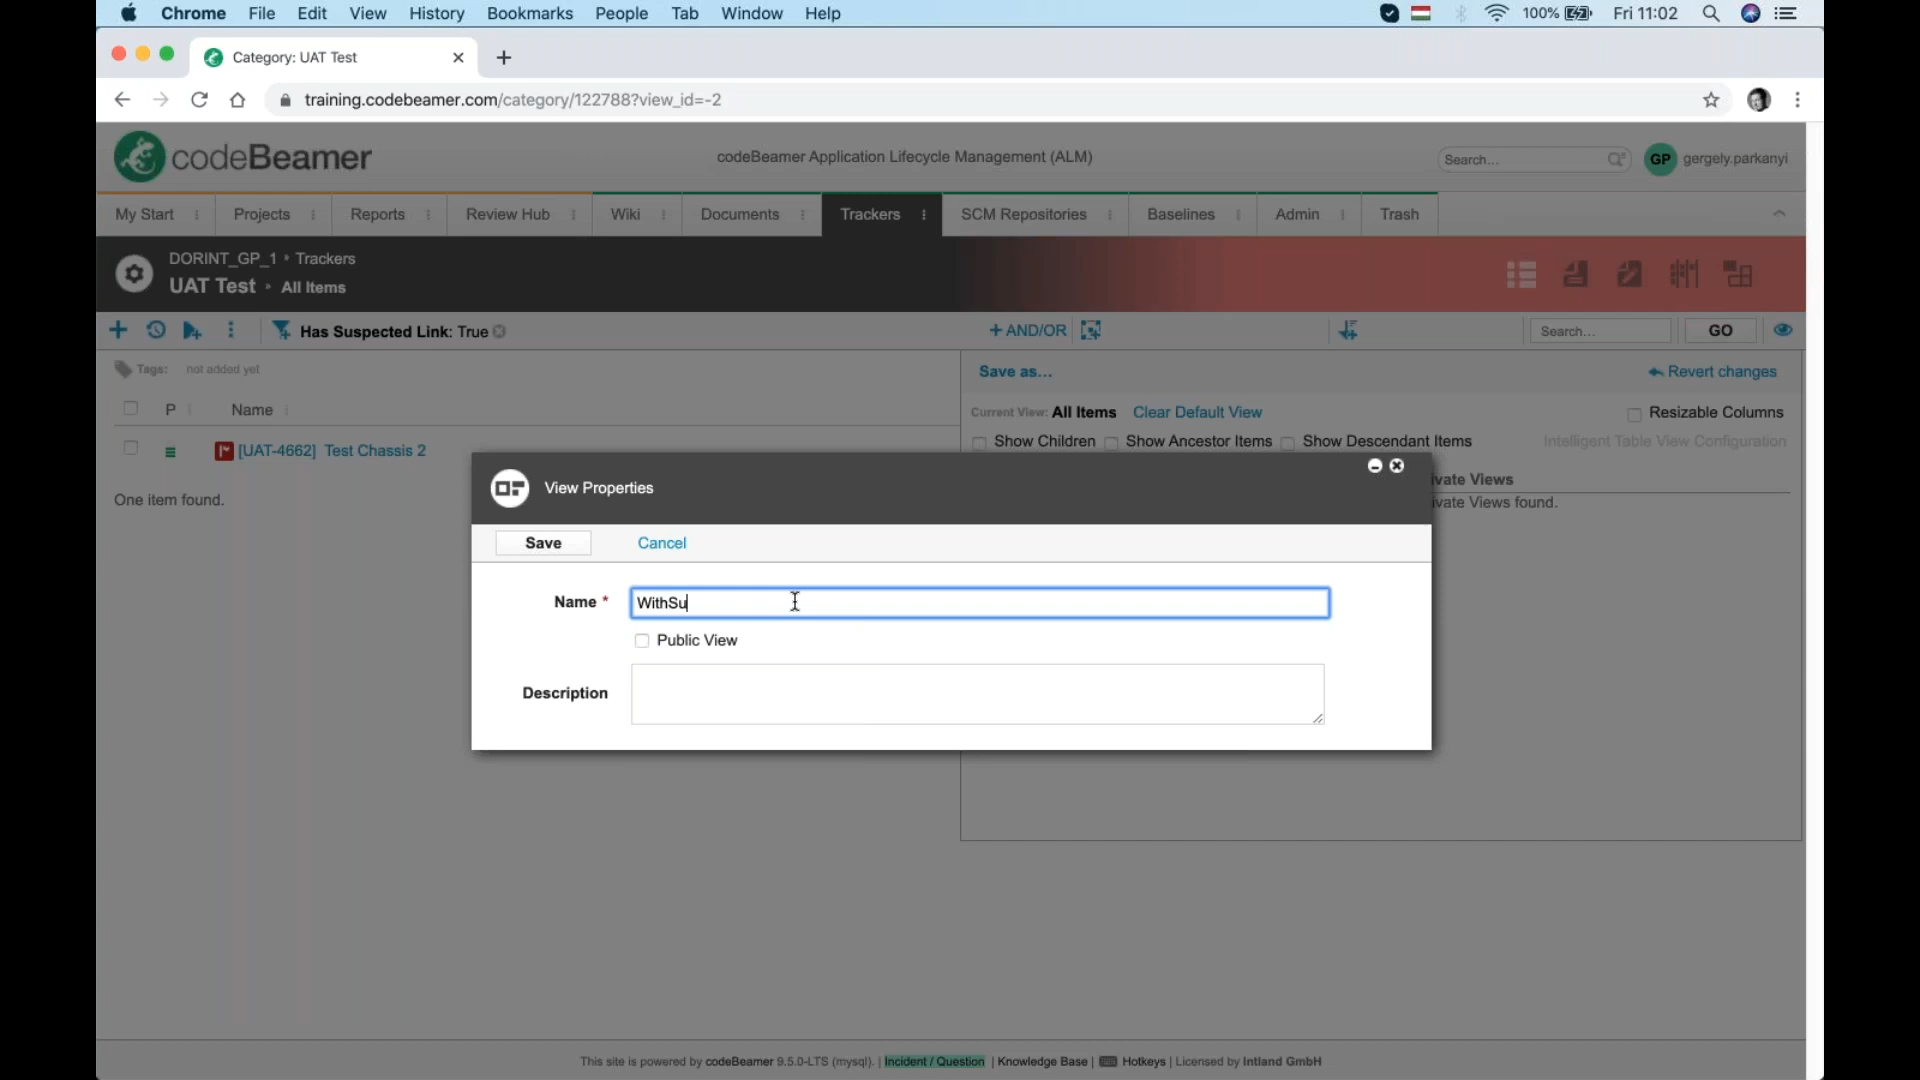 Chrome File Edit View History Bookmarks People Tab Window Help 100% Fri 11:02
Category: UAT Test
training.codebeamer.com/category/122788?view_id=-2
codeBeamer codeBeamer Application Lifecycle Management (ALM) Search... GP gergely.parkanyi
My Start Projects Reports Review Hub Wiki Documents Trackers SCM Repositories Baselines Admin Trash
DORINT_GP_1 • Trackers
UAT Test » All Items
Has Suspected Link: True + AND/OR Search... GO
Tags: not added yet Save as... Revert changes
P Name Current View: All Items Clear Default View Resizable Columns
Show Children Show Ancestor Items Show Descendant Items Intelligent Table View Configuration
[UAT-4662] Test Chassis 2
View Properties ivate Views
One item found. ivate Views found.
Save Cancel
Name * WithSu
Public View
Description
This site is powered by codeBeamer 9.5.0-LTS (mysql). | Incident / Question | Knowledge Base | Hotkeys | Licensed by Intland GmbH